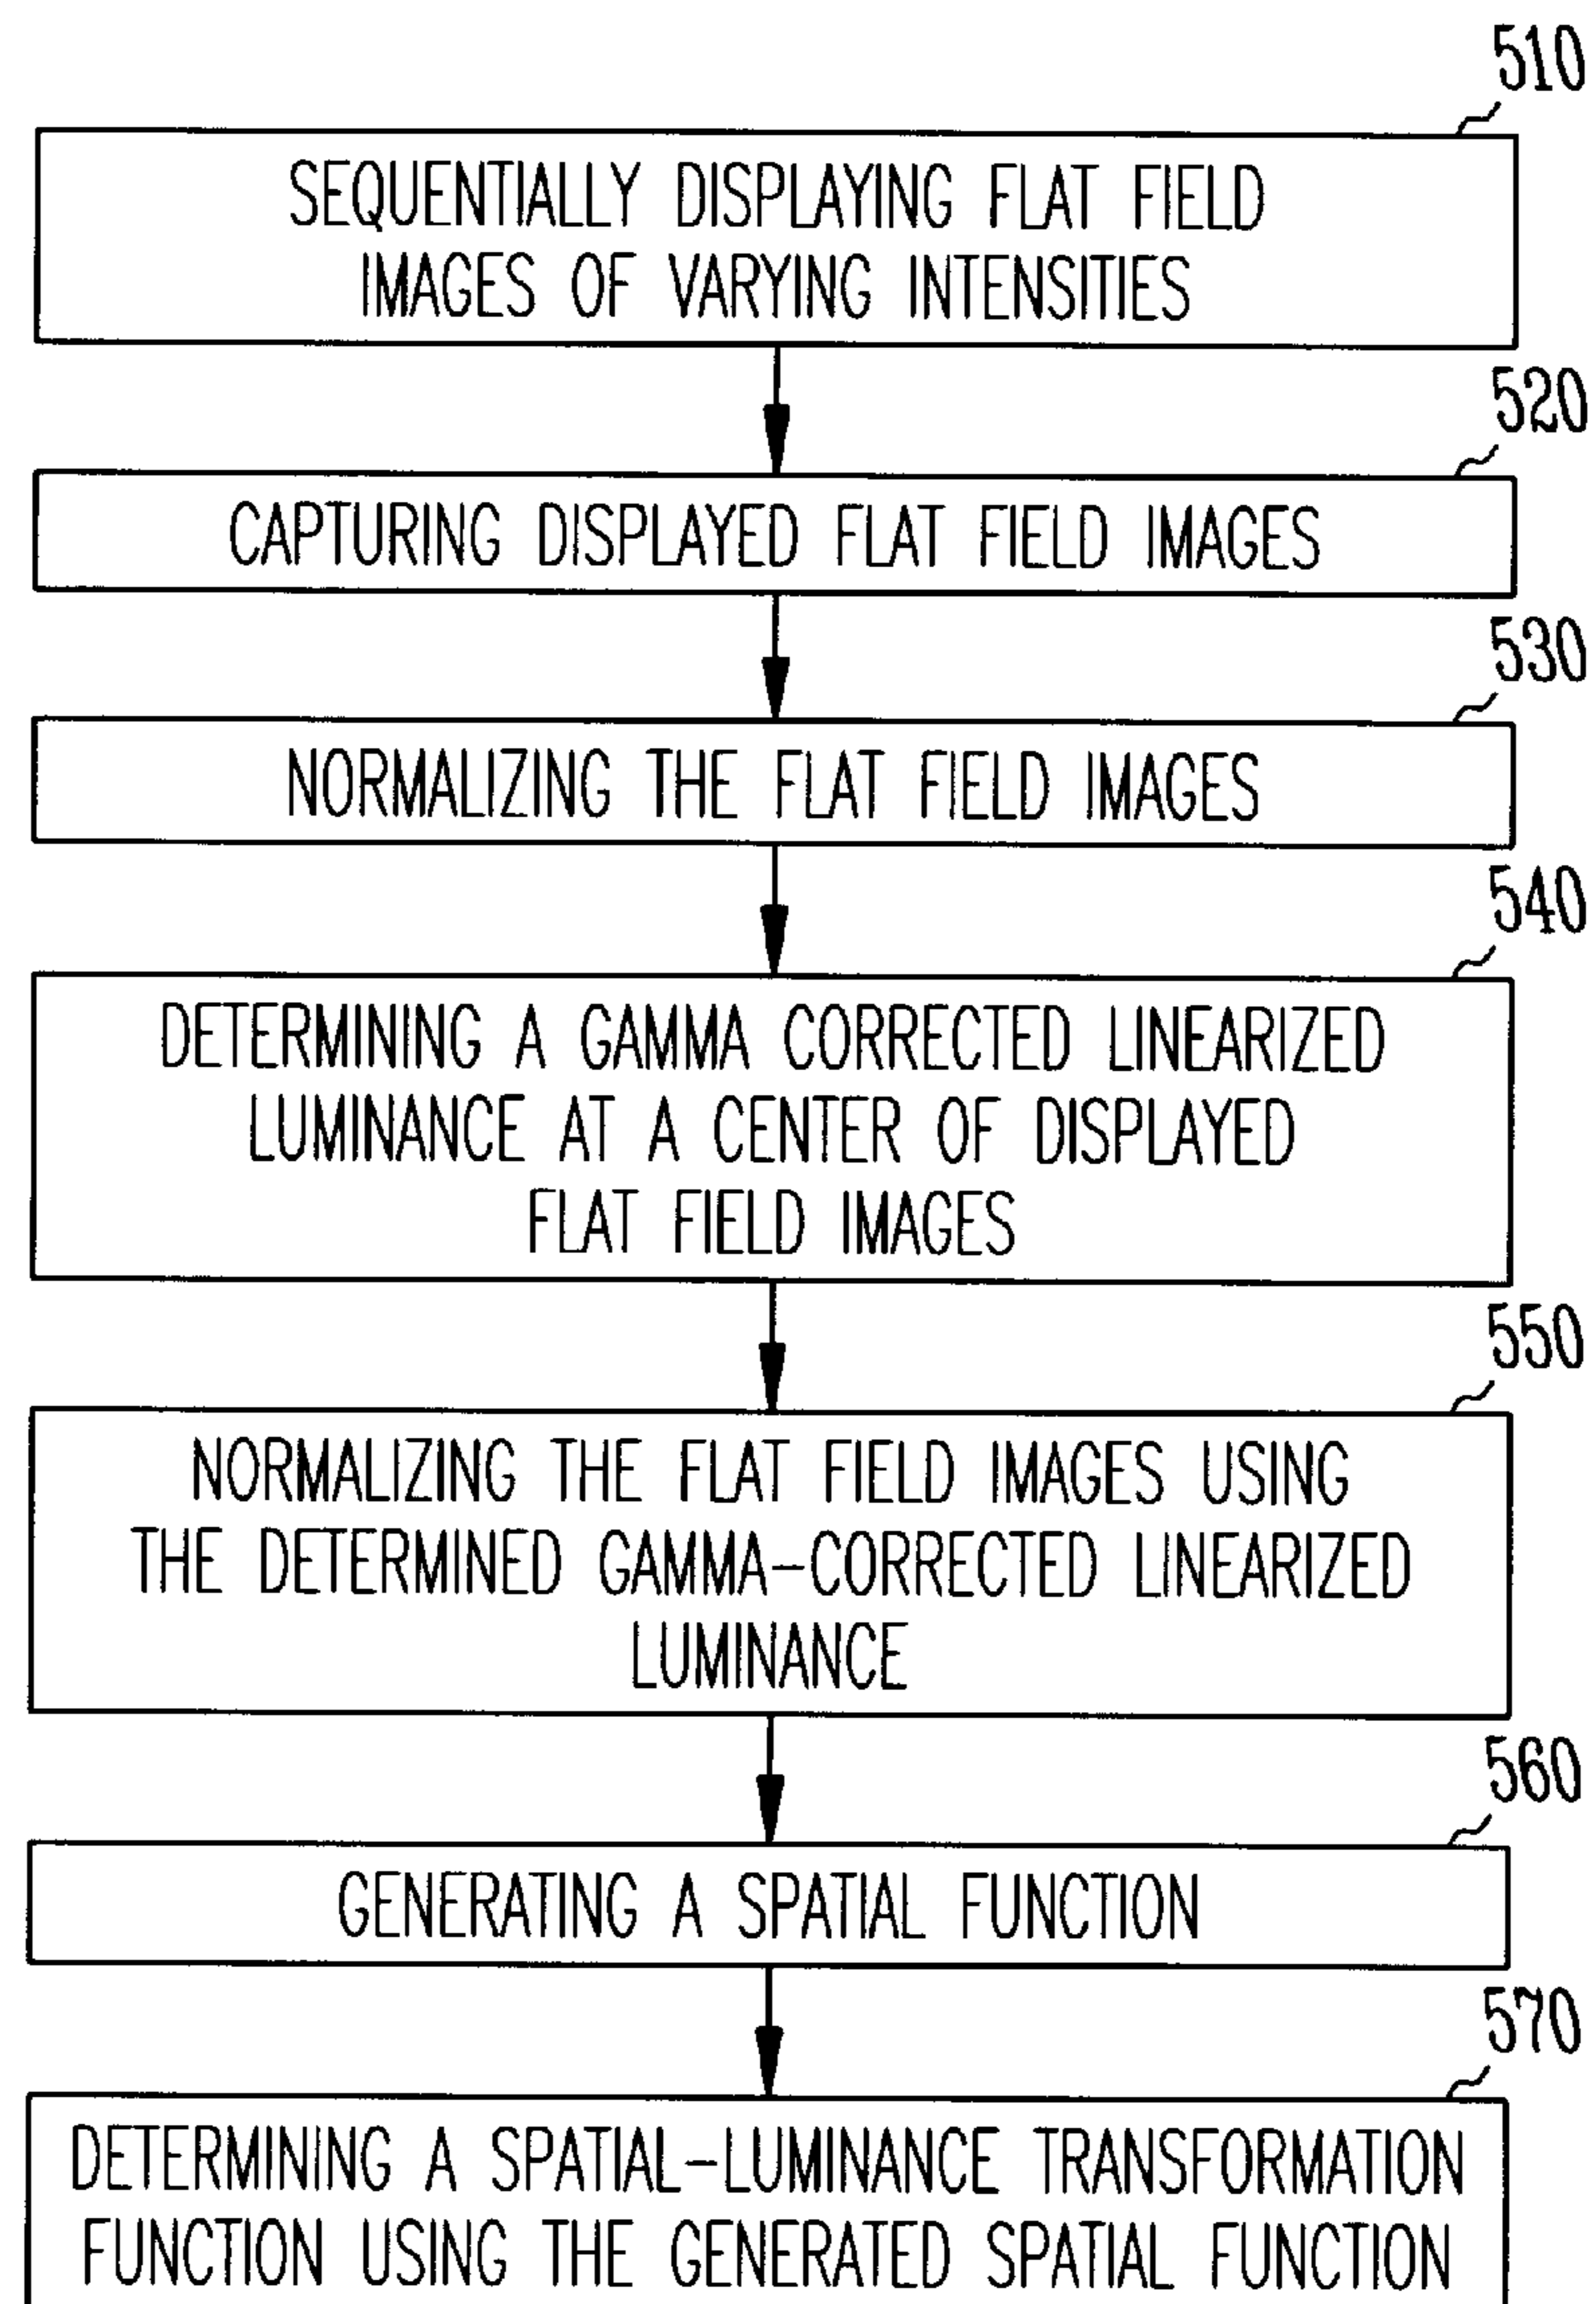 510
SEQUENTIALLY DISPLAYING FLAT FIELD
IMAGES OF VARYING INTENSITIES
520
CAPTURING DISPLAYED FLAT FIELD IMAGES
530
NORMALIZING THE FLAT FIELD IMAGES
540
DETERMINING A GAMMA CORRECTED LINEARIZED
LUMINANCE AT A CENTER OF DISPLAYED
FLAT FIELD IMAGES
550
NORMALIZING THE FLAT FIELD IMAGES USING
THE DETERMINED GAMMA-CORRECTED LINEARIZED
LUMINANCE
560
GENERATING A SPATIAL FUNCTION
570
DETERMINING A SPATIAL-LUMINANCE TRANSFORMATION
FUNCTION USING THE GENERATED SPATIAL FUNCTION